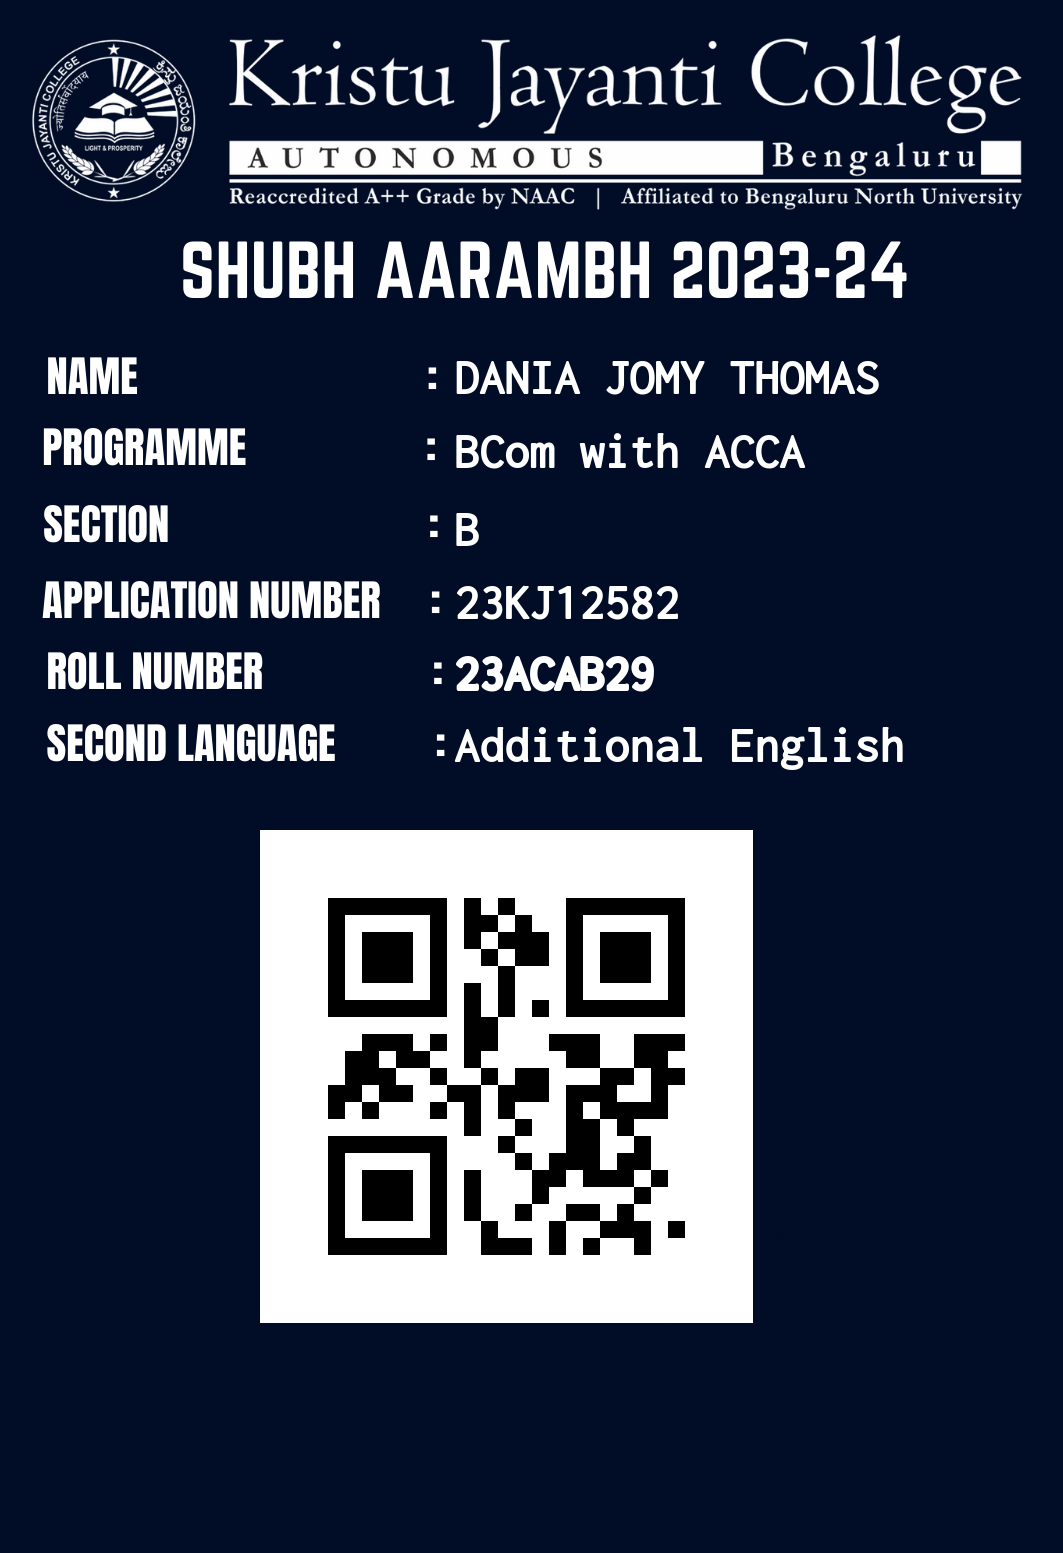 KRISTU JAYANTI COLLEGE
LIGHT & PROSPERITY
Kristu Jayanti College
AUTONOMOUS Bengaluru
Reaccredited A++ Grade by NAAC | Affiliated to Bengaluru North University
SHUBH AARAMBH 2023-24
NAME : DANIA JOMY THOMAS
PROGRAMME : BCom with ACCA
SECTION : B
APPLICATION NUMBER : 23KJ12582
ROLL NUMBER : 23ACAB29
SECOND LANGUAGE : Additional English